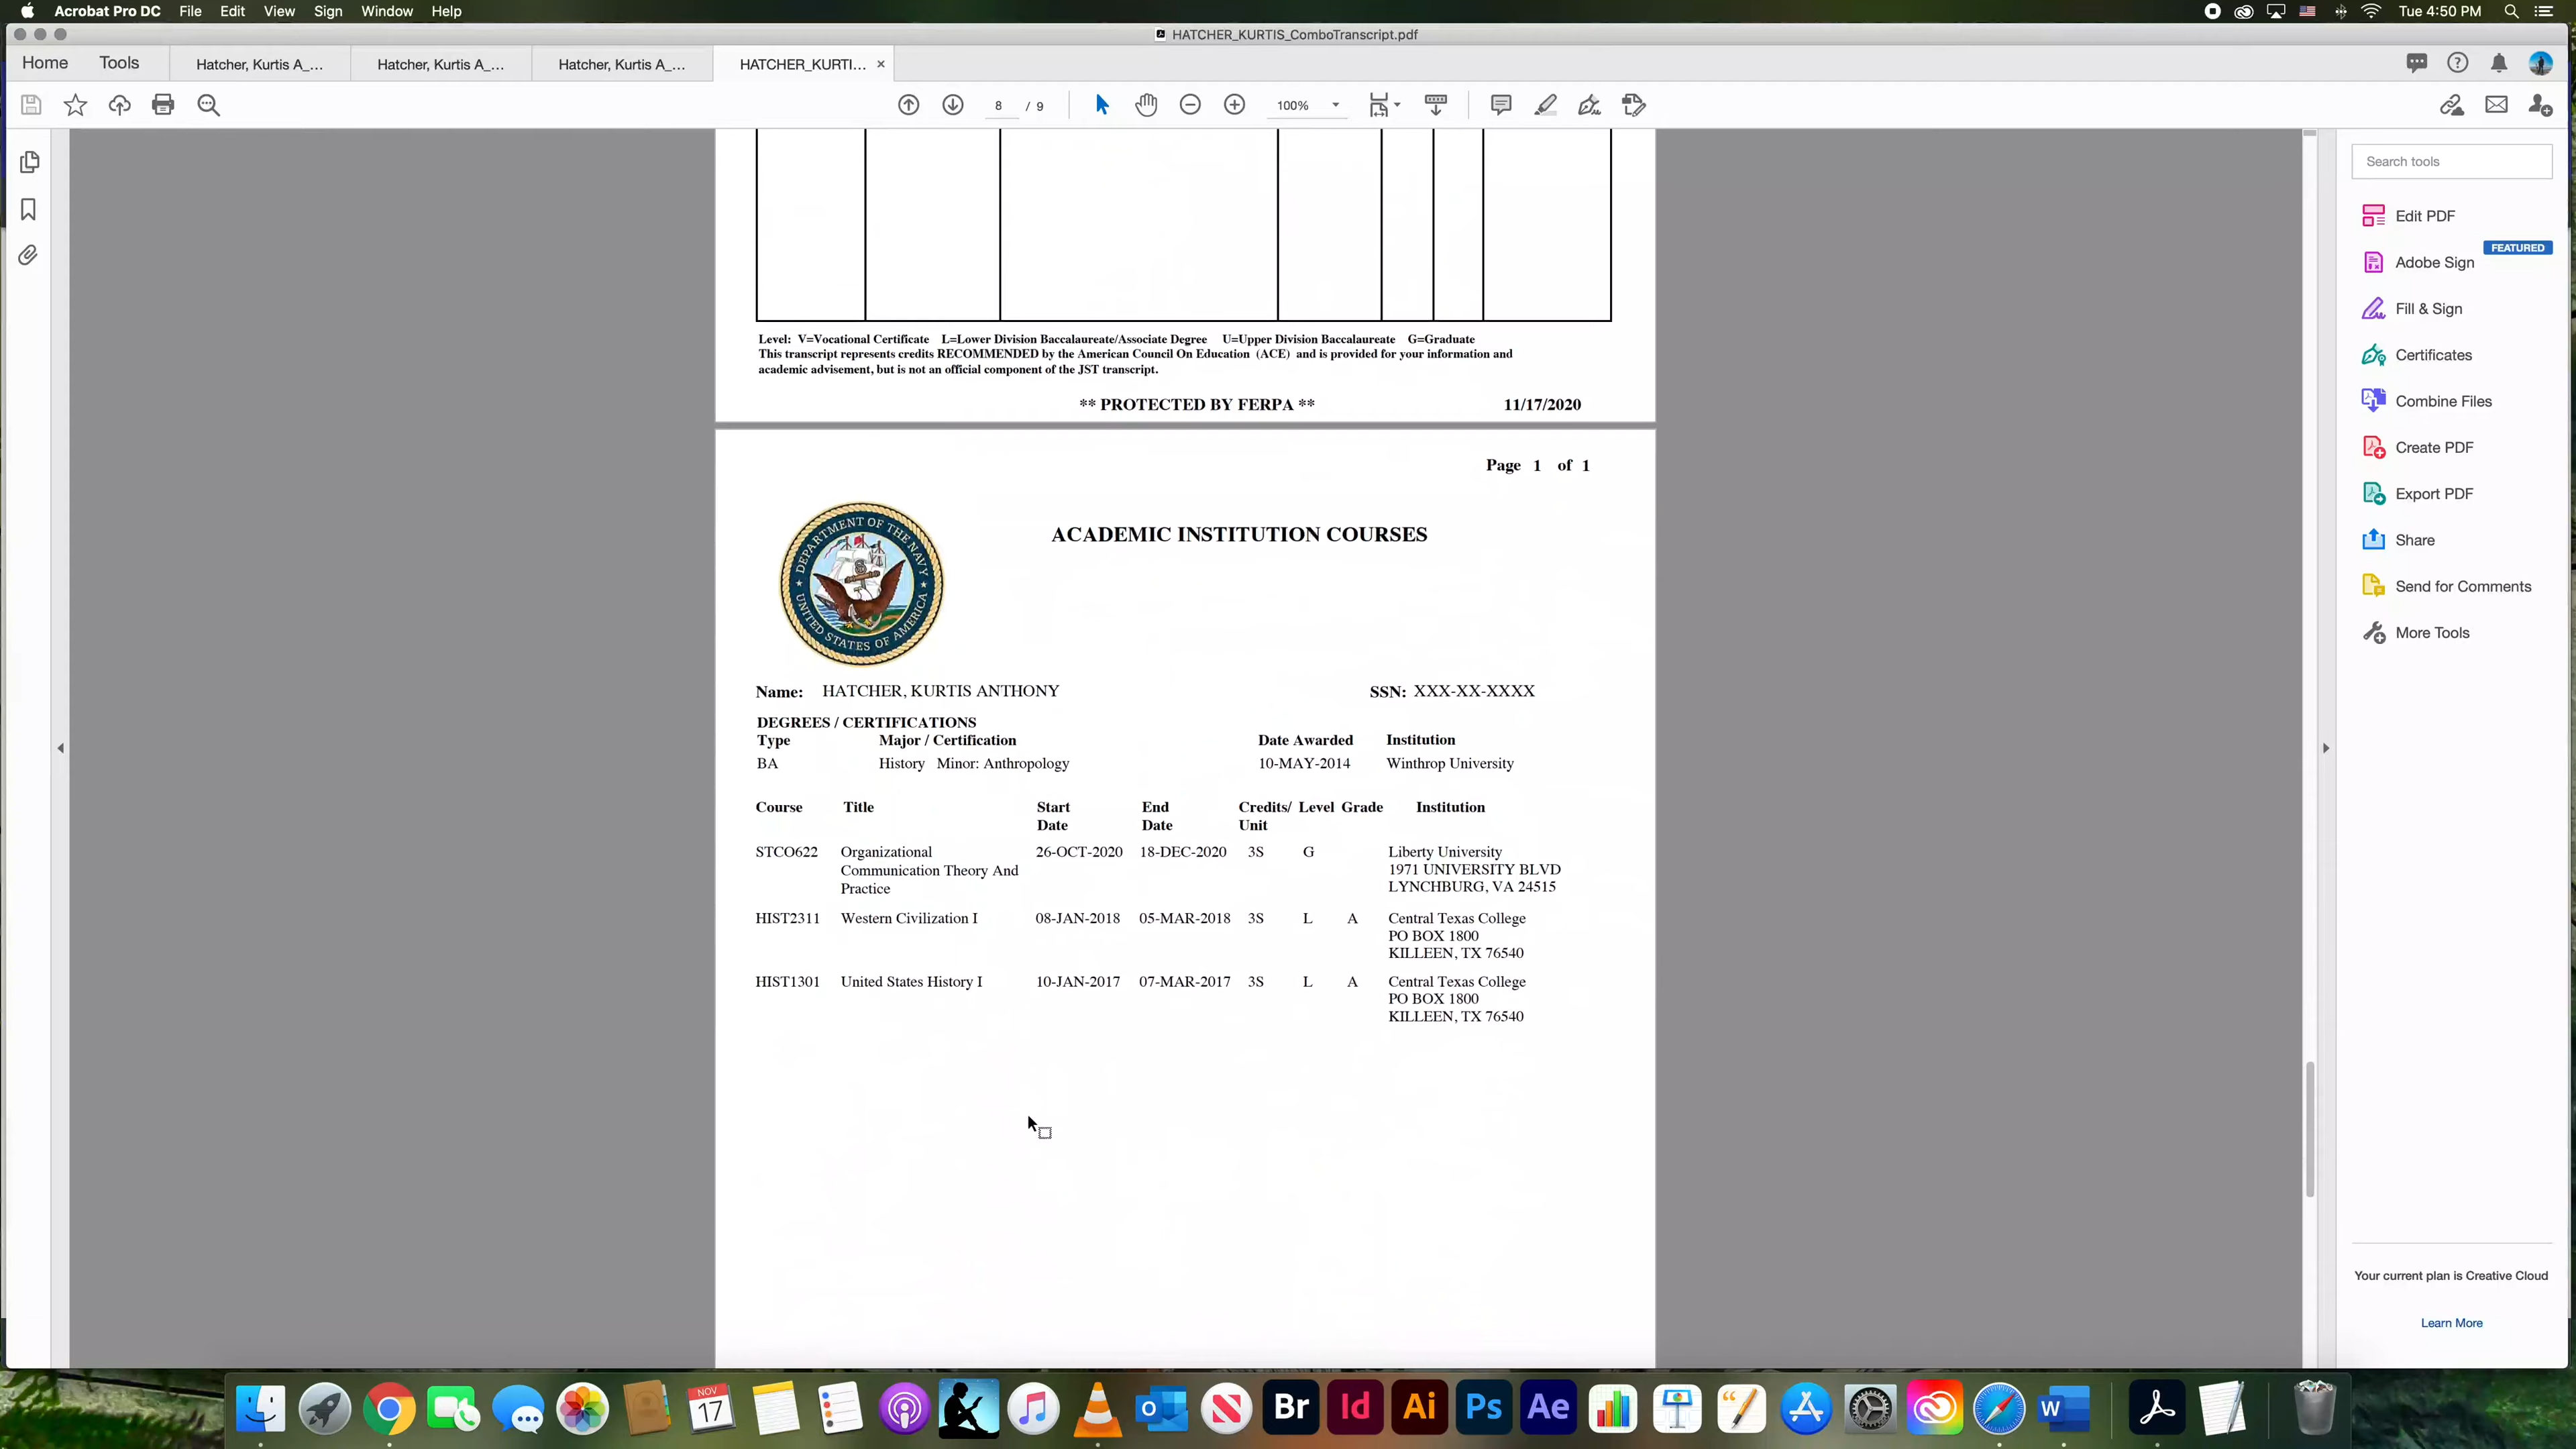 Acrobat Pro DC File Edit View Sign Window Help Tue 4:50 PM
HATCHER_KURTIS_ComboTranscript.pdf
Home Tools Hatcher, Kurtis A_... Hatcher, Kurtis A_... Hatcher, Kurtis A_... HATCHER_KURTI... ×
8 / 9 100%
Search tools
Edit PDF
FEATURED
Adobe Sign
Fill & Sign
Certificates
Combine Files
Create PDF
Export PDF
Share
Send for Comments
More Tools
Your current plan is Creative Cloud
Learn More
Level: V=Vocational Certificate L=Lower Division Baccalaureate/Associate Degree U=Upper Division Baccalaureate G=Graduate
This transcript represents credits RECOMMENDED by the American Council On Education (ACE) and is provided for your information and
academic advisement, but is not an official component of the JST transcript.
** PROTECTED BY FERPA ** 11/17/2020
Page 1 of 1
DEPARTMENT OF THE NAVY
UNITED STATES OF AMERICA
ACADEMIC INSTITUTION COURSES
Name: HATCHER, KURTIS ANTHONY SSN: XXX-XX-XXXX
DEGREES / CERTIFICATIONS
Type Major / Certification Date Awarded Institution
BA History Minor: Anthropology 10-MAY-2014 Winthrop University
Course Title Start Date End Date Credits/ Unit Level Grade Institution
STCO622 Organizational 26-OCT-2020 18-DEC-2020 3S G Liberty University
Communication Theory And 1971 UNIVERSITY BLVD
Practice LYNCHBURG, VA 24515
HIST2311 Western Civilization I 08-JAN-2018 05-MAR-2018 3S L A Central Texas College
PO BOX 1800
KILLEEN, TX 76540
HIST1301 United States History I 10-JAN-2017 07-MAR-2017 3S L A Central Texas College
PO BOX 1800
KILLEEN, TX 76540
NOV
17
Br Id Ai Ps Ae W